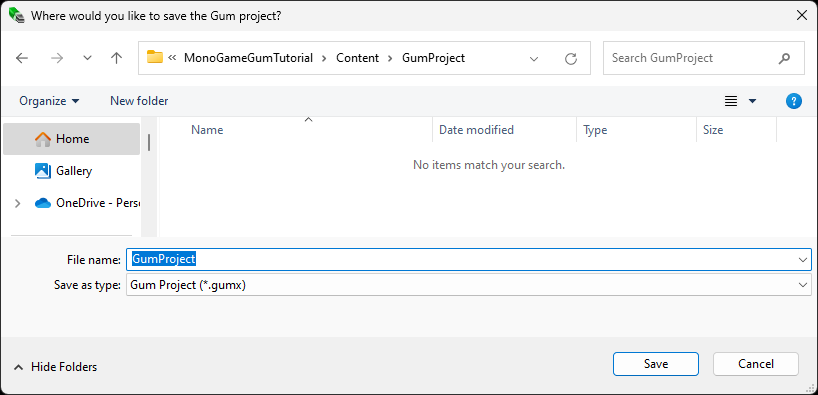 Where would you like to save the Gum project?
« MonoGameGumTutorial > Content > GumProject
Search GumProject
Organize
New folder
Name
Date modified
Type
Size
Home
Gallery
OneDrive - Pers
No items match your search.
File name: GumProject
Save as type: Gum Project (*.gumx)
Hide Folders
Save
Cancel